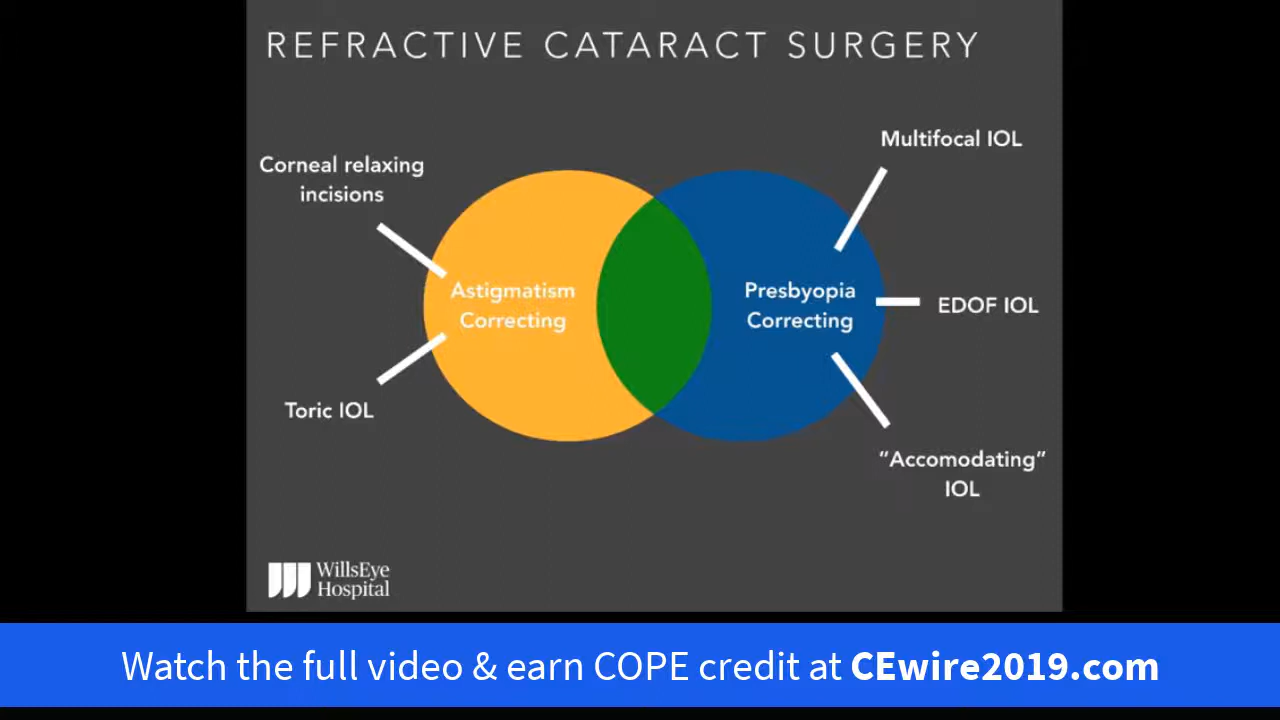 REFRACTIVE CATARACT SURGERY
Corneal relaxing
incisions
Toric IOL
Astigmatism
Correcting
Presbyopia
Correcting
Multifocal IOL
EDOF IOL
“Accomodating”
IOL
WillsEye
Hospital
Watch the full video & earn COPE credit at CEwire2019.com